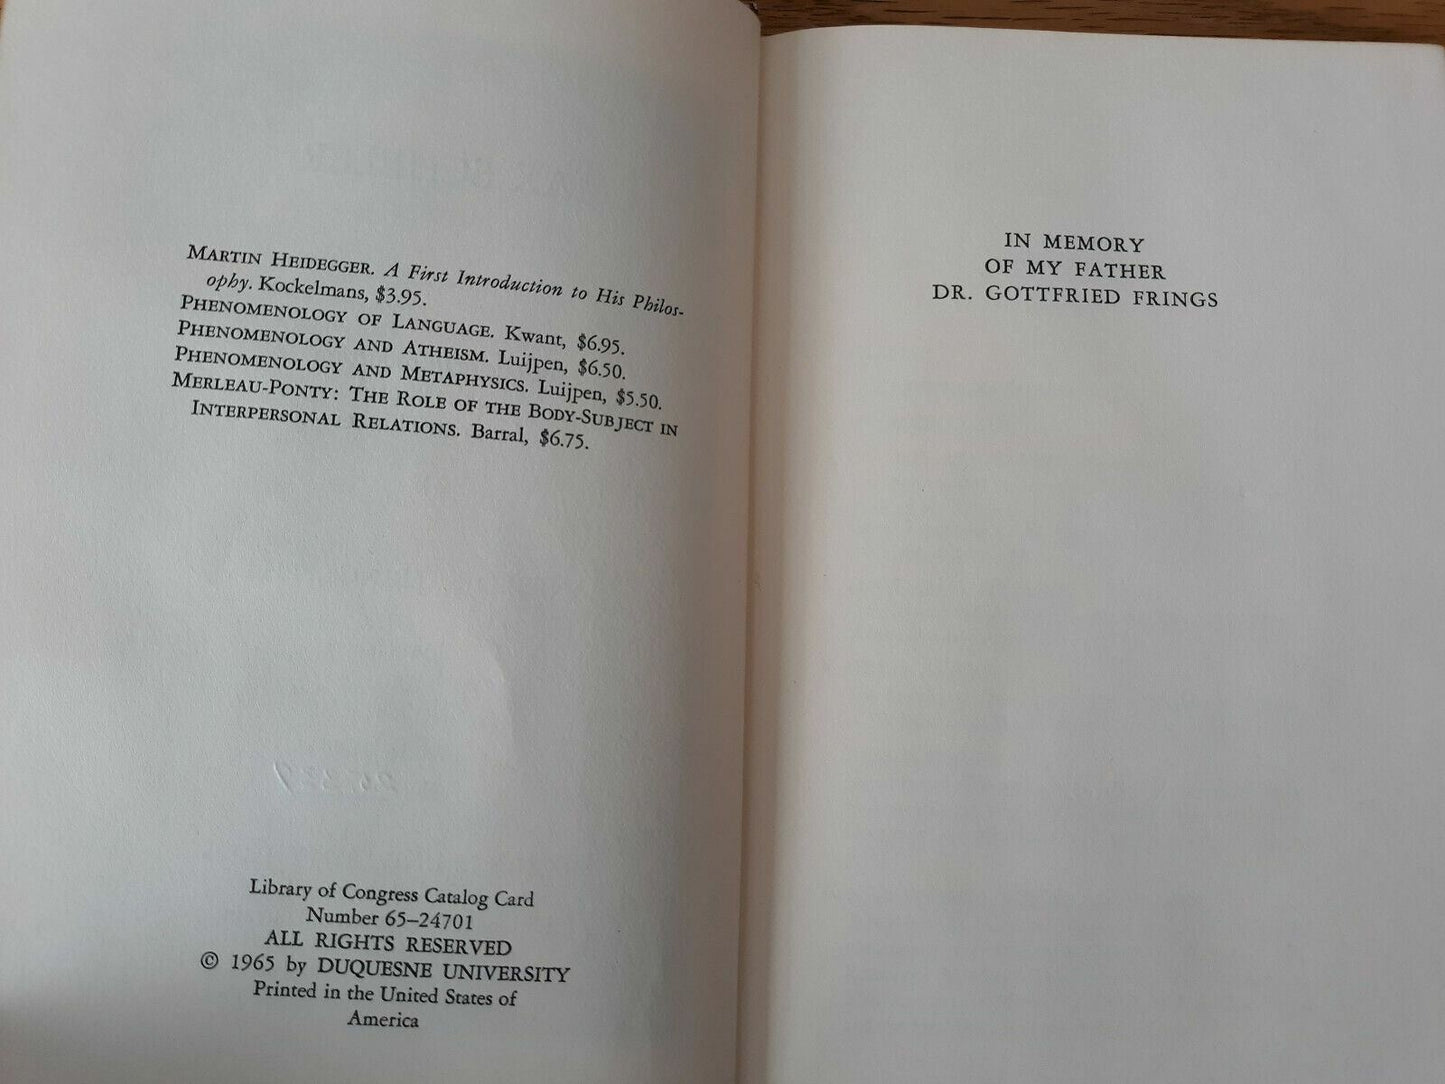 MARTIN HEIDEGGER. A First Introduction to His Philos-
ophy. Kockelmans, $3.95.
PHENOMENOLOGY OF LANGUAGE. Kwant, $6.95.
PHENOMENOLOGY AND ATHEISM. Luijpen, $6.50.
PHENOMENOLOGY AND METAPHYSICS. Luijpen, $5.50.
MERLEAU-PONTY: THE ROLE OF THE BODY-SUBJECT IN
INTERPERSONAL RELATIONS. Barral, $6.75.
Library of Congress Catalog Card
Number 65–24701
ALL RIGHTS RESERVED
© 1965 by DUQUESNE UNIVERSITY
Printed in the United States of
America
IN MEMORY
OF MY FATHER
DR. GOTTFRIED FRINGS